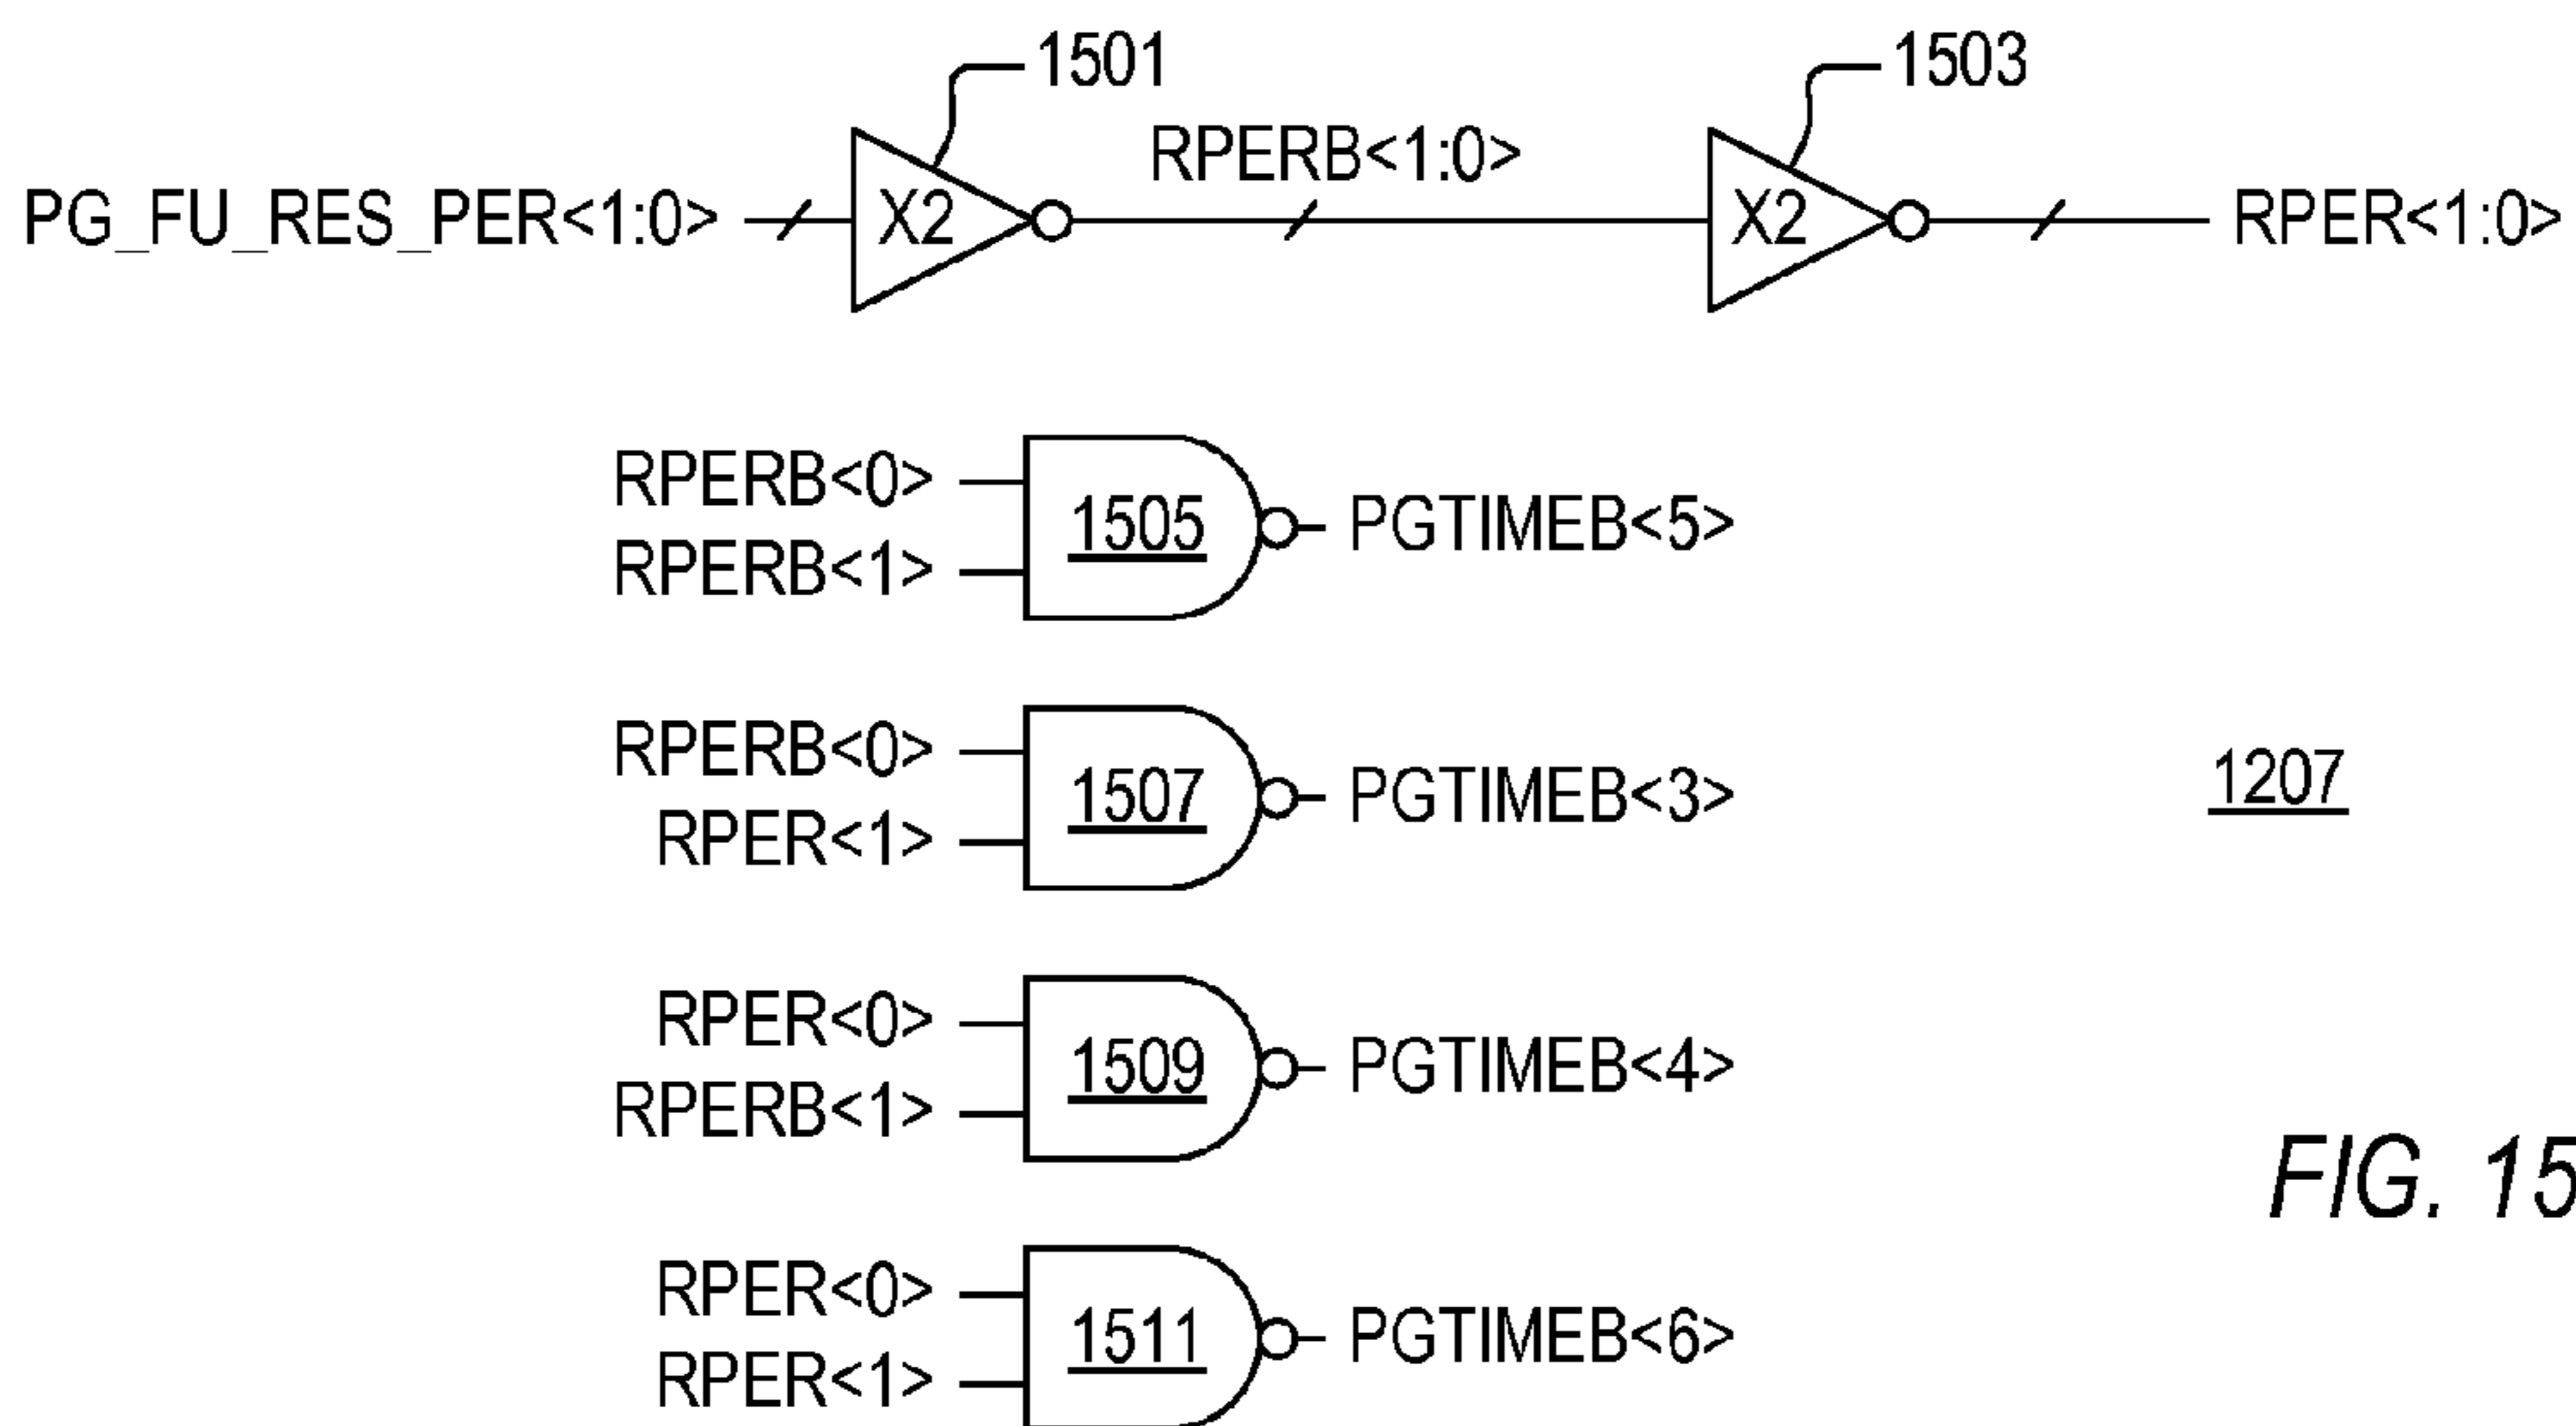 1501
1503
PG_FU_RES_PER<1:0>
X2
RPERB<1:0>
X2
RPER<1:0>
RPERB<0>
RPERB<1>
1505
PGTIMEB<5>
RPERB<0>
RPER<1>
1507
PGTIMEB<3>
1207
RPER<0>
RPERB<1>
1509
PGTIMEB<4>
FIG. 15
RPER<0>
RPER<1>
1511
PGTIMEB<6>